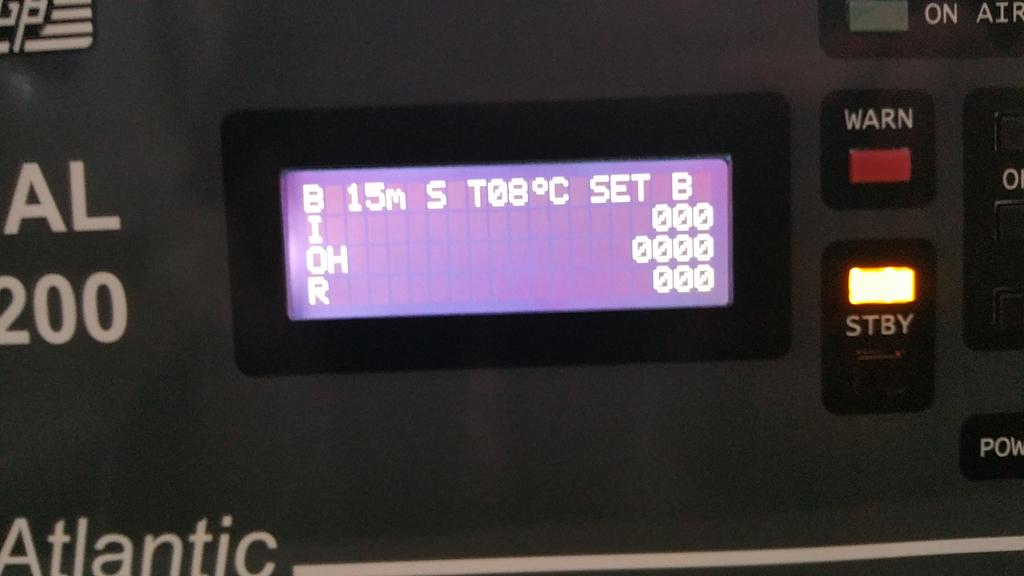 ON AIR
WARN
AL
B 15m S T08°C SET B
I 000
OH 0000
R 000
200
STBY
POW
Atlantic